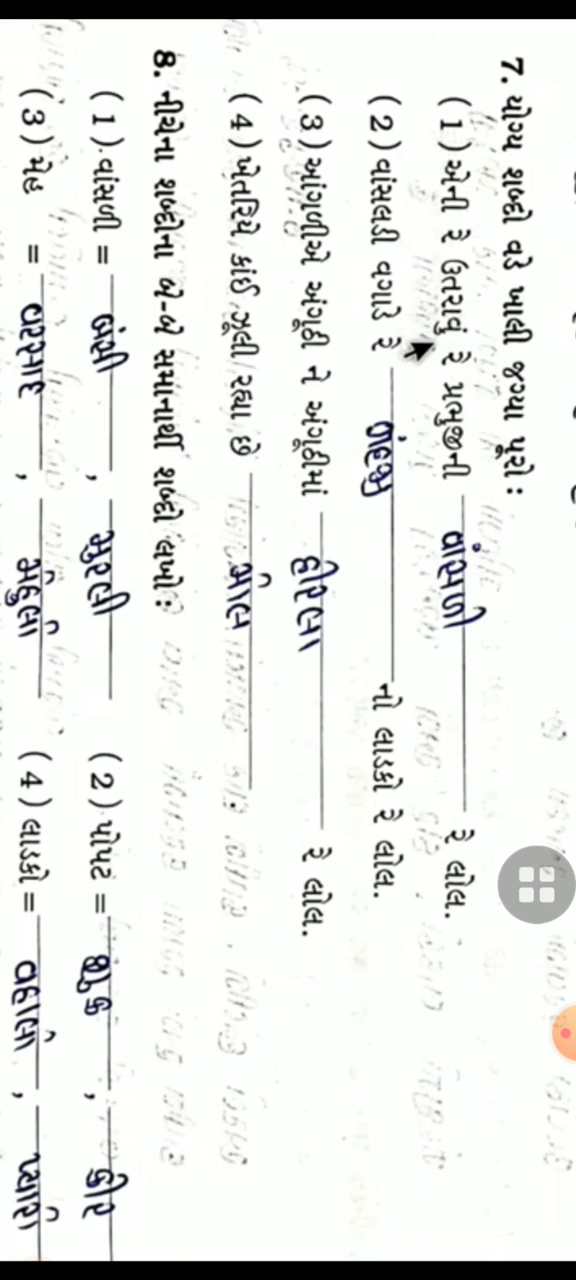 7. યોગ્ય શબ્દો વડે ખાલી જગ્યા પૂરો :
(1) એની રે ઉતરાવું રે પ્રભુજીની વાંસળી રે લોલ.
(2) વાંસલડી વગાડે રે નંદજી નો લાડકો રે લોલ.
(3) આંગળીએ અંગૂઠી ને અંગૂઠીમાં હીરલા રે લોલ.
(4) ખેતરિયે કાંઈ ઝૂલી રહ્યા છે મોલ
8. નીચેના શબ્દોના બે-બે સમાનાર્થી શબ્દો લખો :
(1) વાંસળી = બંસી , મુરલી (2) પોપટ = શુક , કીર
(3) મેહ = વરસાદ , મેહુલો (4) લાડકો = વહાલો , પ્યારો